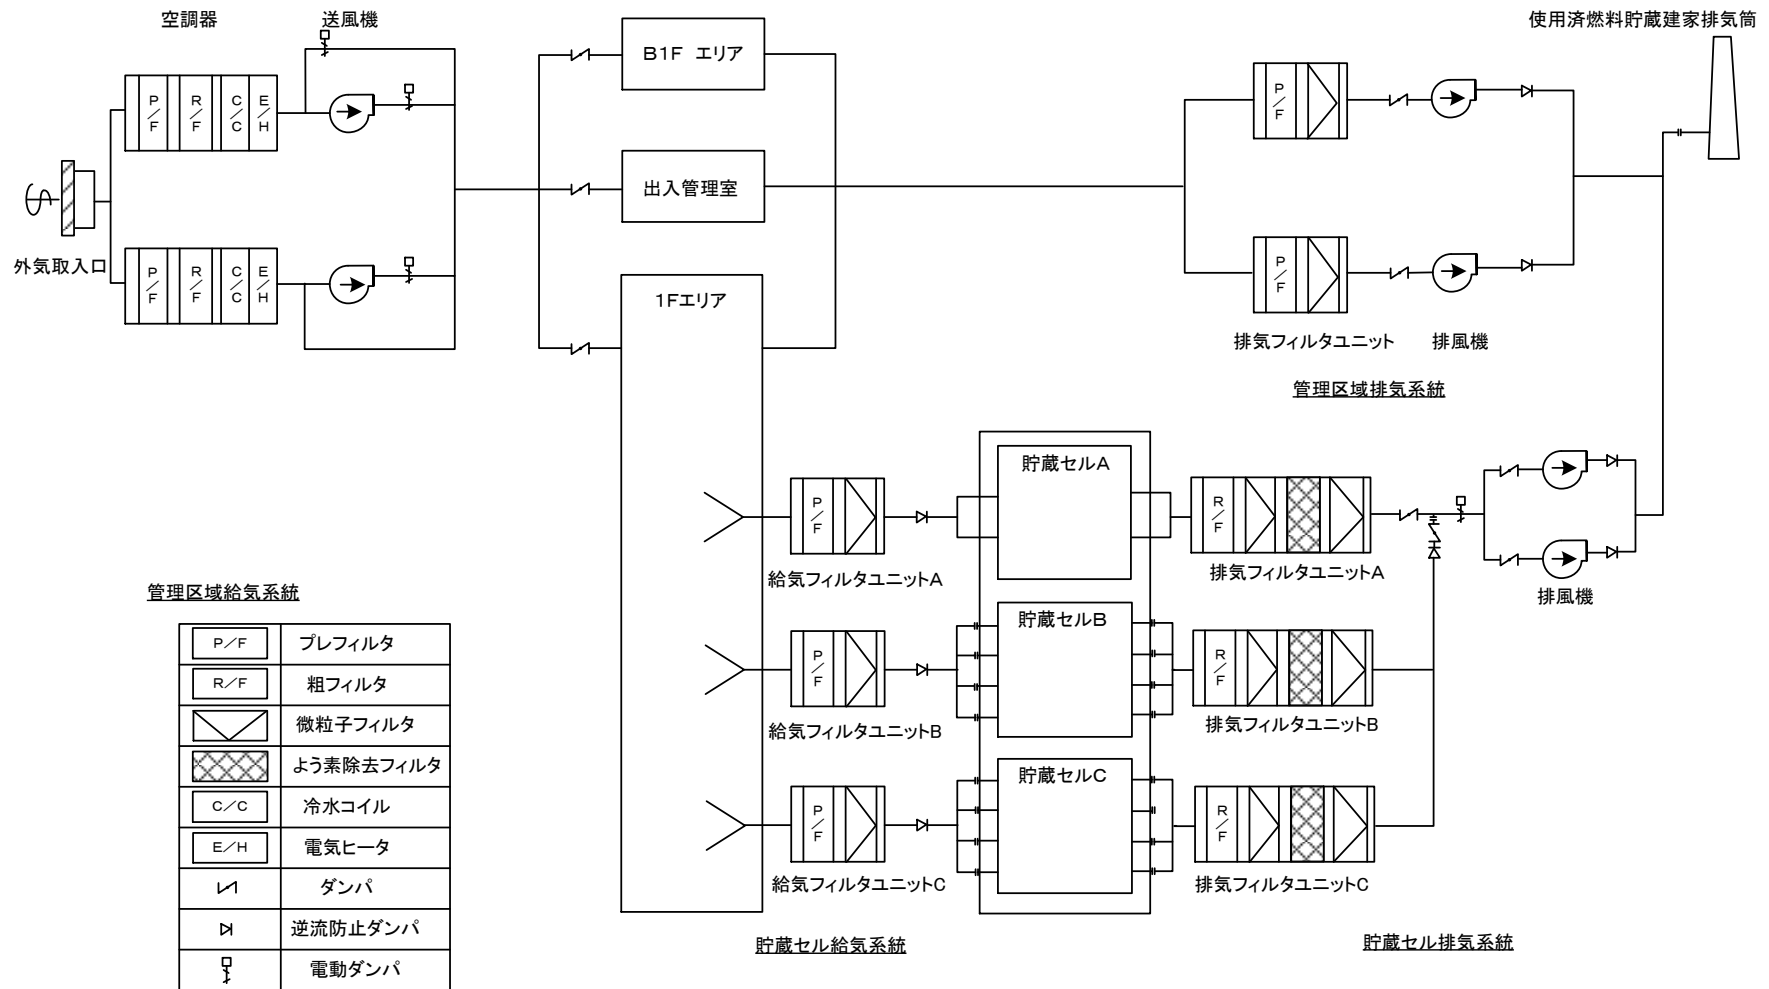 空調器
送風機
使用済燃料貯蔵建家排気筒
P/F
R/F
C/C
E/H
B1F エリア
P/F
出入管理室
外気取入口
P/F
R/F
C/C
E/H
1Fエリア
P/F
排気フィルタユニット
排風機
管理区域排気系統
貯蔵セルA
P/F
R/F
給気フィルタユニットA
排気フィルタユニットA
排風機
管理区域給気系統
貯蔵セルB
P/F
R/F
給気フィルタユニットB
排気フィルタユニットB
貯蔵セルC
P/F
R/F
給気フィルタユニットC
排気フィルタユニットC
貯蔵セル給気系統
貯蔵セル排気系統
P/F プレフィルタ
R/F 粗フィルタ
微粒子フィルタ
よう素除去フィルタ
C/C 冷水コイル
E/H 電気ヒータ
ダンパ
逆流防止ダンパ
電動ダンパ